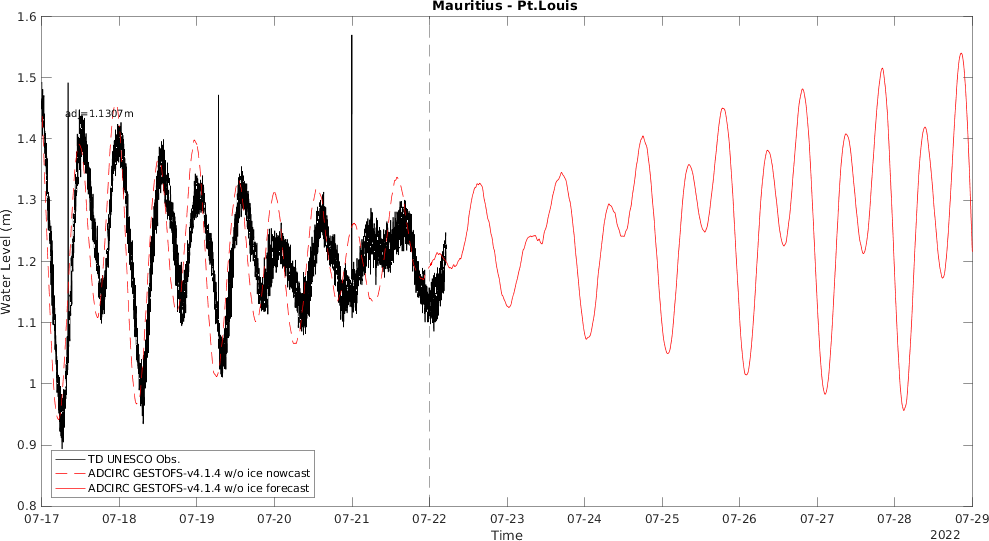 Mauritius - Pt.Louis
1.6
1.5
1.4
1.3
1.2
1.1
1
0.9
0.8
Water Level (m)
adj=1.1307m
TD UNESCO Obs.
ADCIRC GESTOFS-v4.1.4 w/o ice nowcast
ADCIRC GESTOFS-v4.1.4 w/o ice forecast
07-17 07-18 07-19 07-20 07-21 07-22 07-23 07-24 07-25 07-26 07-27 07-28 07-29
Time
2022